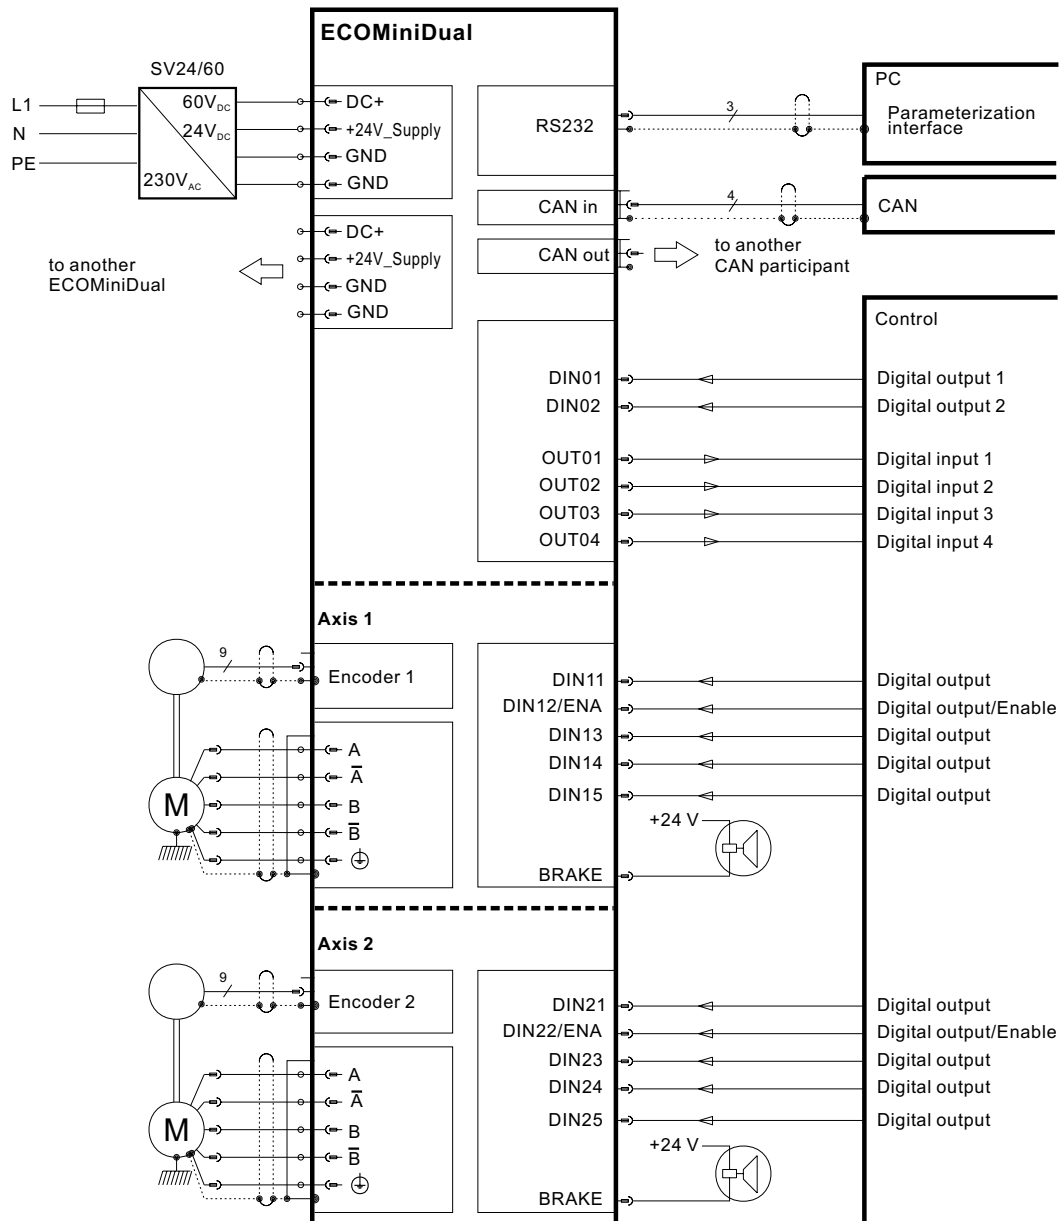 ECOMiniDual
SV24/60
L1
N
PE
60VDC
24VDC
230VAC
DC+
+24V_Supply
GND
GND
DC+
+24V_Supply
GND
GND
to another
ECOMiniDual
RS232
3
PC
Parameterization
interface
CAN in
4
CAN
CAN out
to another
CAN participant
Control
DIN01
Digital output 1
DIN02
Digital output 2
OUT01
Digital input 1
OUT02
Digital input 2
OUT03
Digital input 3
OUT04
Digital input 4
Axis 1
9
Encoder 1
M
A
A̅
B
B̅
DIN11
Digital output
DIN12/ENA
Digital output/Enable
DIN13
Digital output
DIN14
Digital output
DIN15
Digital output
+24 V
BRAKE
Axis 2
9
Encoder 2
M
A
A̅
B
B̅
DIN21
Digital output
DIN22/ENA
Digital output/Enable
DIN23
Digital output
DIN24
Digital output
DIN25
Digital output
+24 V
BRAKE